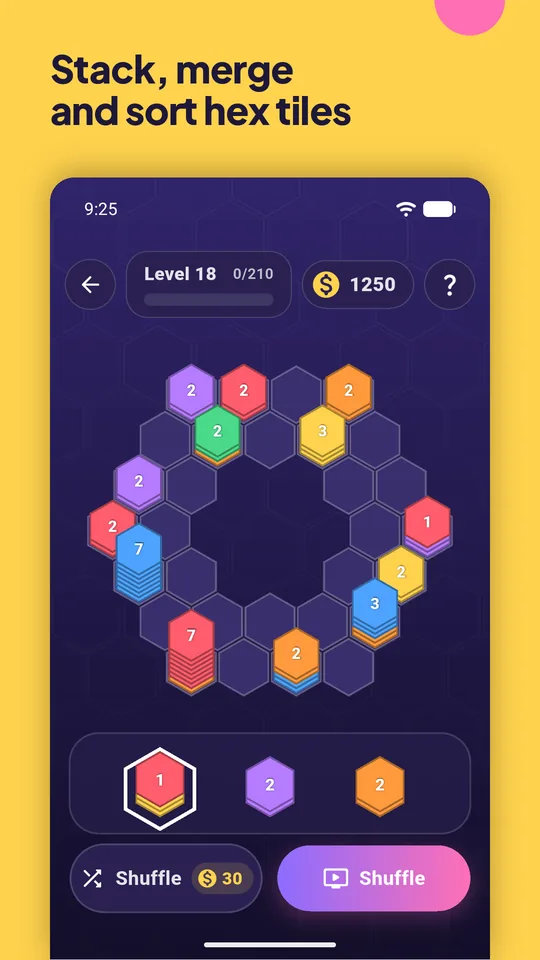 Stack, merge
and sort hex tiles
9:25
Level 18 0/210
$ 1250 ?
2 2 2
2 3
2
2 1
7
2
3
7
2
1 2 2
Shuffle $ 30
Shuffle